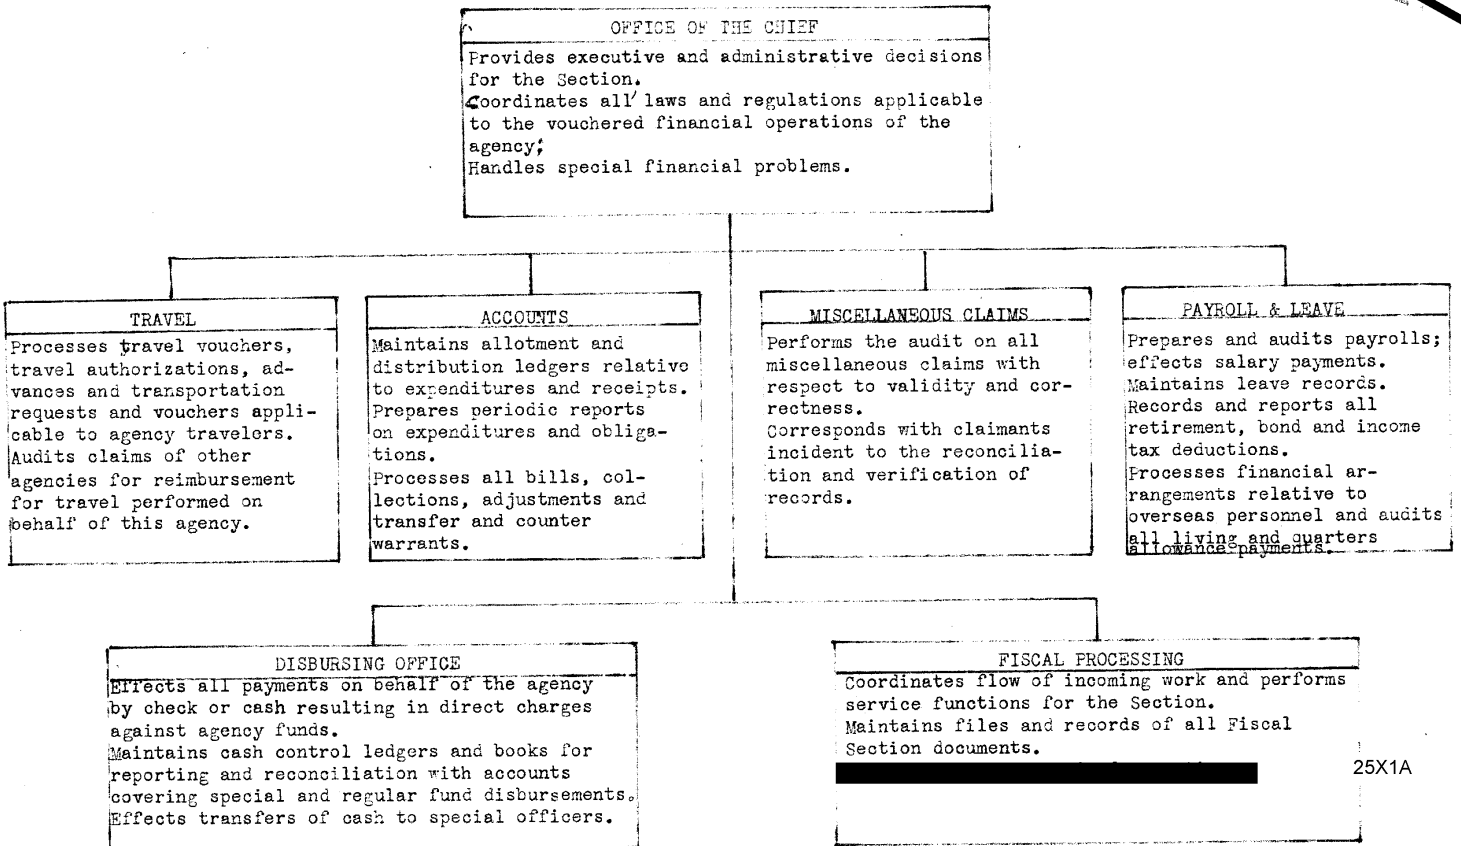 OFFICE OF THE CHIEF
Provides executive and administrative decisions
for the Section.
Coordinates all laws and regulations applicable
to the vouchered financial operations of the
agency;
Handles special financial problems.
TRAVEL
Processes travel vouchers,
travel authorizations, ad-
vances and transportation
requests and vouchers appli-
cable to agency travelers.
Audits claims of other
agencies for reimbursement
for travel performed on
behalf of this agency.
ACCOUNTS
Maintains allotment and
distribution ledgers relative
to expenditures and receipts.
Prepares periodic reports
on expenditures and obliga-
tions.
Processes all bills, col-
lections, adjustments and
transfer and counter
warrants.
MISCELLANEOUS CLAIMS
Performs the audit on all
miscellaneous claims with
respect to validity and cor-
rectness.
Corresponds with claimants
incident to the reconcilia-
tion and verification of
records.
PAYROLL & LEAVE
Prepares and audits payrolls;
effects salary payments.
Maintains leave records.
Records and reports all
retirement, bond and income
tax deductions.
Processes financial ar-
rangements relative to
overseas personnel and audits
all living and quarters
allowance payments.
DISBURSING OFFICE
Effects all payments on behalf of the agency
by check or cash resulting in direct charges
against agency funds.
Maintains cash control ledgers and books for
reporting and reconciliation with accounts
covering special and regular fund disbursements.
Effects transfers of cash to special officers.
FISCAL PROCESSING
Coordinates flow of incoming work and performs
service functions for the Section.
Maintains files and records of all Fiscal
Section documents.
25X1A